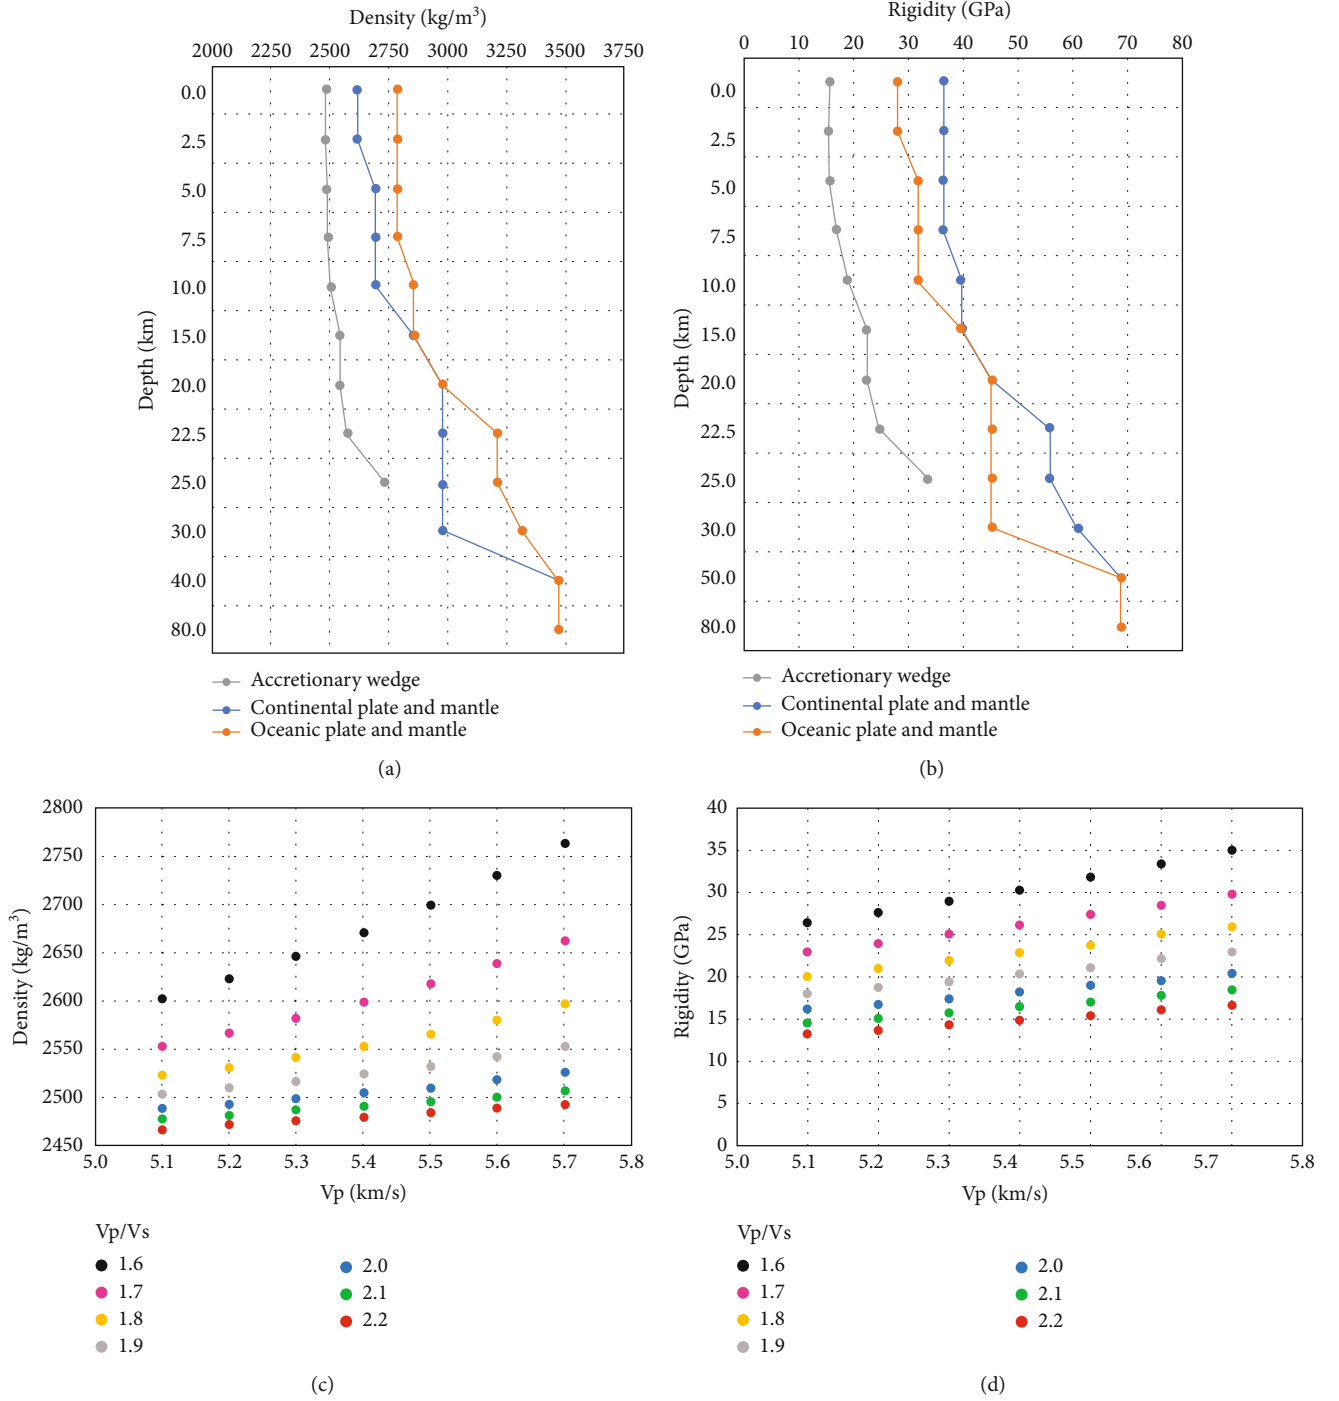 Density (kg/m³)
2000 2250 2500 2750 3000 3250 3500 3750
0.0
2.5
5.0
7.5
10.0
15.0
20.0
22.5
25.0
30.0
40.0
80.0
Depth (km)
Accretionary wedge
Continental plate and mantle
Oceanic plate and mantle
(a)
Rigidity (GPa)
0 10 20 30 40 50 60 70 80
0.0
2.5
5.0
7.5
10.0
15.0
20.0
22.5
25.0
30.0
50.0
80.0
Depth (km)
Accretionary wedge
Continental plate and mantle
Oceanic plate and mantle
(b)
2800
2750
2700
2650
2600
2550
2500
2450
Density (kg/m³)
5.0 5.1 5.2 5.3 5.4 5.5 5.6 5.7 5.8
Vp (km/s)
Vp/Vs
1.6
1.7
1.8
1.9
2.0
2.1
2.2
(c)
40
35
30
25
20
15
10
5
0
Rigidity (GPa)
5.0 5.1 5.2 5.3 5.4 5.5 5.6 5.7 5.8
Vp (km/s)
Vp/Vs
1.6
1.7
1.8
1.9
2.0
2.1
2.2
(d)